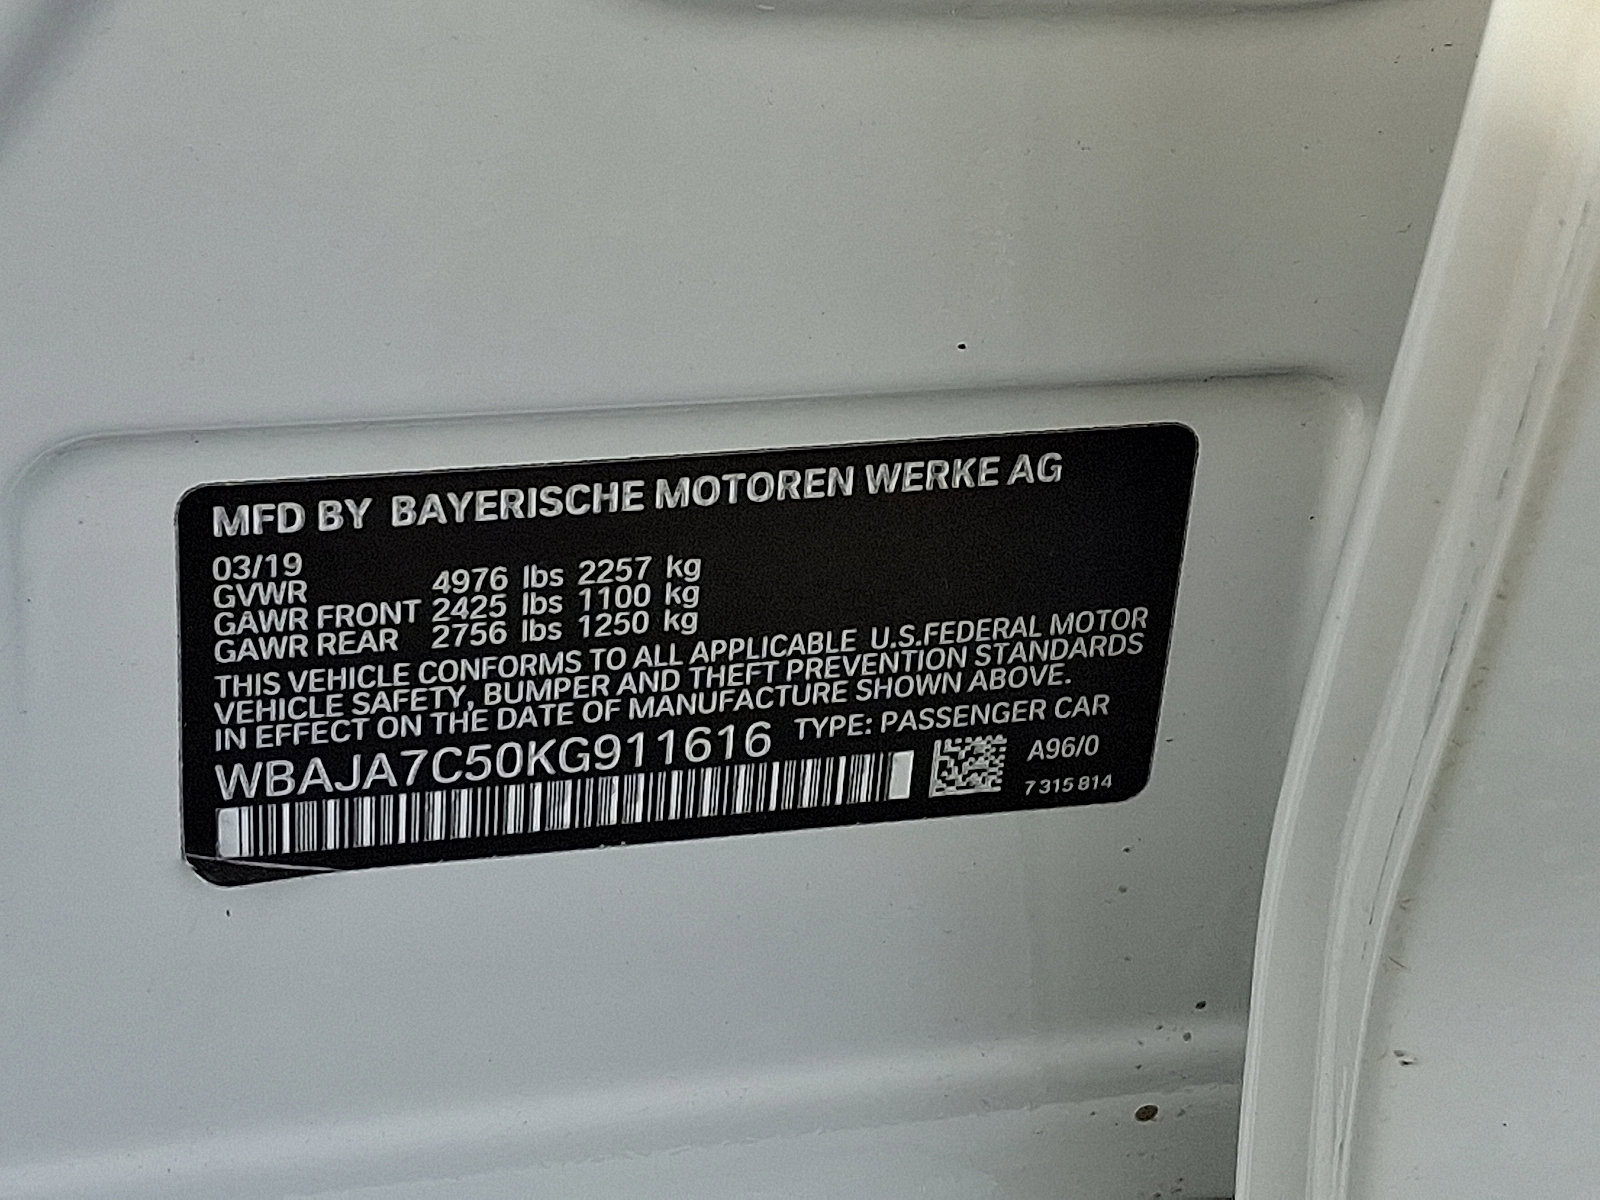 MFD BY BAYERISCHE MOTOREN WERKE AG
03/19
GVWR 4976 lbs 2257 kg
GAWR FRONT 2425 lbs 1100 kg
GAWR REAR 2756 lbs 1250 kg
THIS VEHICLE CONFORMS TO ALL APPLICABLE U.S.FEDERAL MOTOR
VEHICLE SAFETY, BUMPER AND THEFT PREVENTION STANDARDS
IN EFFECT ON THE DATE OF MANUFACTURE SHOWN ABOVE.
WBAJA7C50KG911616 TYPE: PASSENGER CAR
A96/0
7 315 814